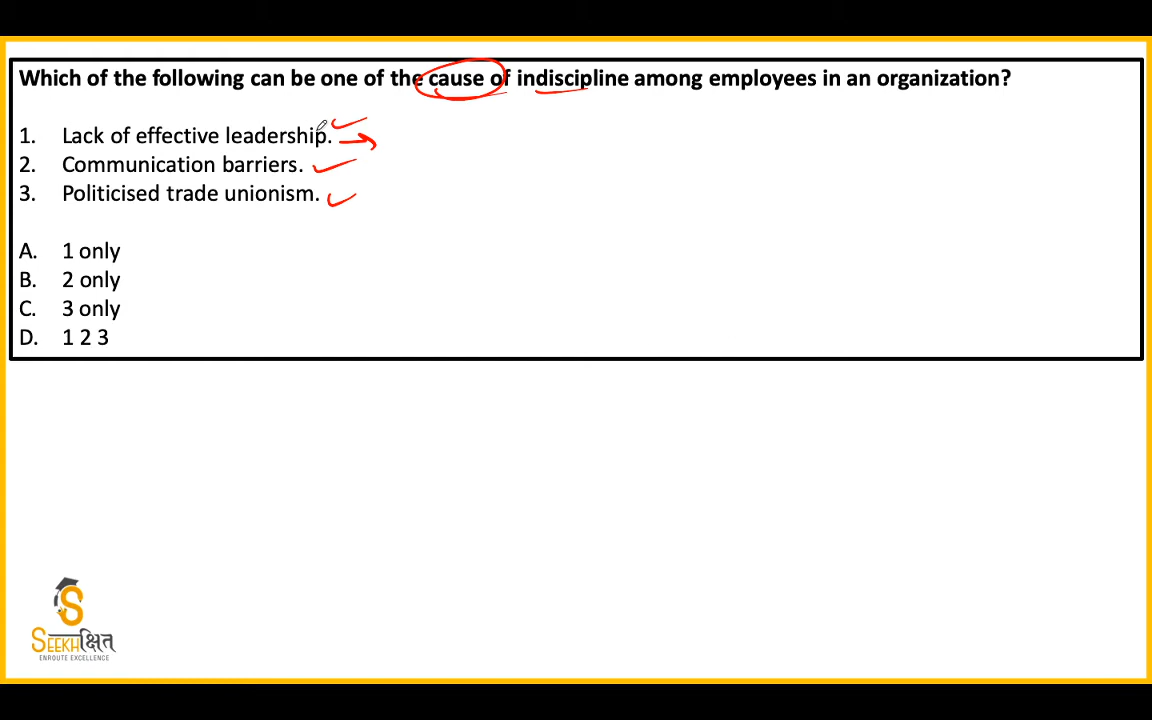 Which of the following can be one of the cause of indiscipline among employees in an organization?
1. Lack of effective leadership.
2. Communication barriers.
3. Politicised trade unionism.
A. 1 only
B. 2 only
C. 3 only
D. 1 2 3
S
SEEKHक्षित
ENROUTE EXCELLENCE